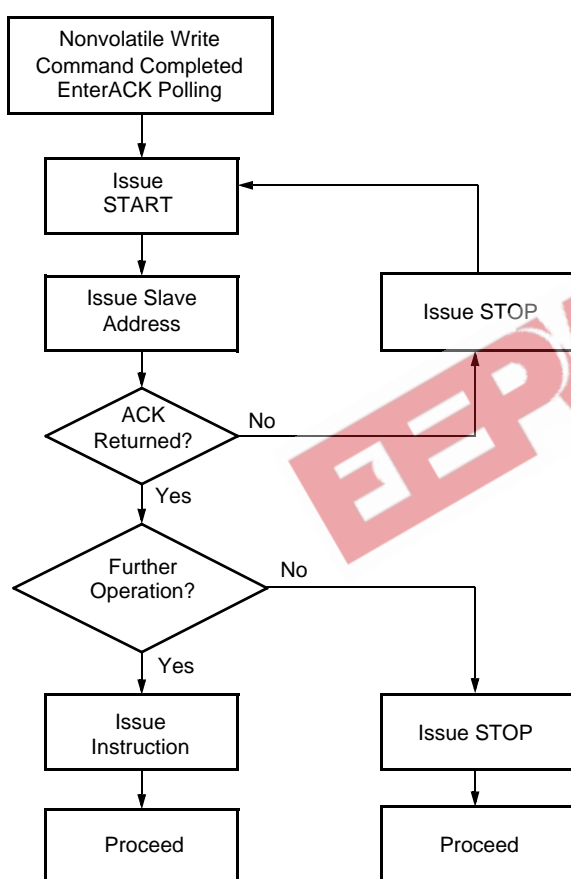 Nonvolatile Write
Command Completed
EnterACK Polling
Issue
START
Issue Slave
Address
Issue STOP
ACK
Returned?
No
Yes
Further
Operation?
No
Yes
Issue
Instruction
Issue STOP
Proceed
Proceed